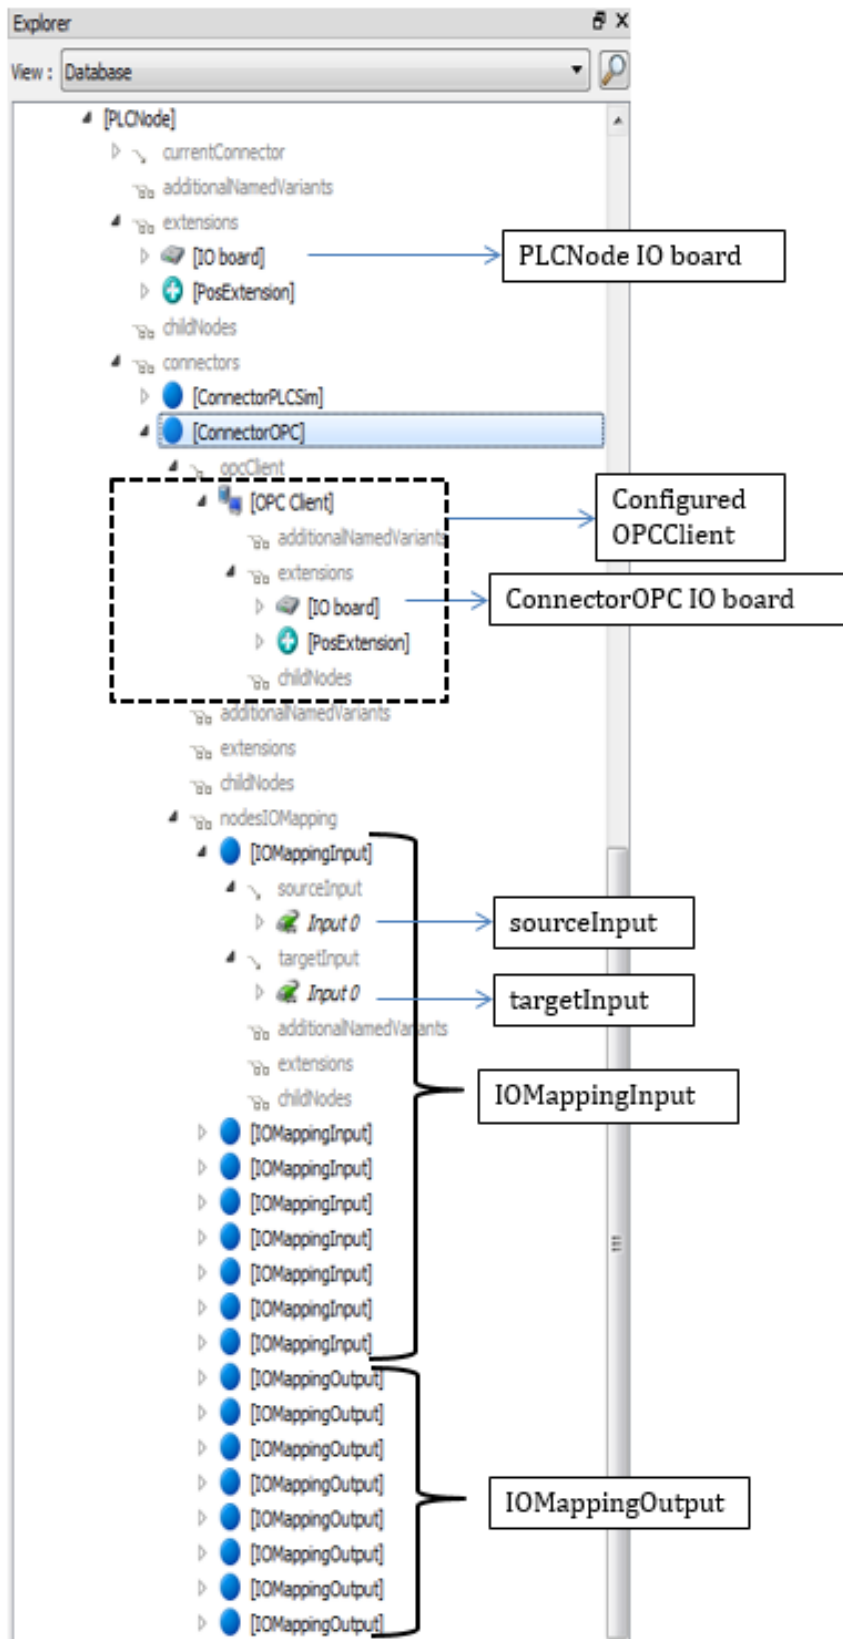 Explorer
View : Database
[PLCNode]
currentConnector
additionalNamedVariants
extensions
[IO board]
PLCNode IO board
[PosExtension]
childNodes
connectors
[ConnectorPLCSim]
[ConnectorOPC]
opcClient
[OPC Client]
Configured
OPCClient
additionalNamedVariants
extensions
[IO board]
ConnectorOPC IO board
[PosExtension]
childNodes
additionalNamedVariants
extensions
childNodes
nodesIOMapping
[IOMappingInput]
sourceInput
Input 0
sourceInput
targetInput
Input 0
targetInput
additionalNamedVariants
extensions
childNodes
IOMappingInput
[IOMappingInput]
[IOMappingInput]
[IOMappingInput]
[IOMappingInput]
[IOMappingInput]
[IOMappingInput]
[IOMappingInput]
[IOMappingOutput]
[IOMappingOutput]
[IOMappingOutput]
[IOMappingOutput]
IOMappingOutput
[IOMappingOutput]
[IOMappingOutput]
[IOMappingOutput]
[IOMappingOutput]